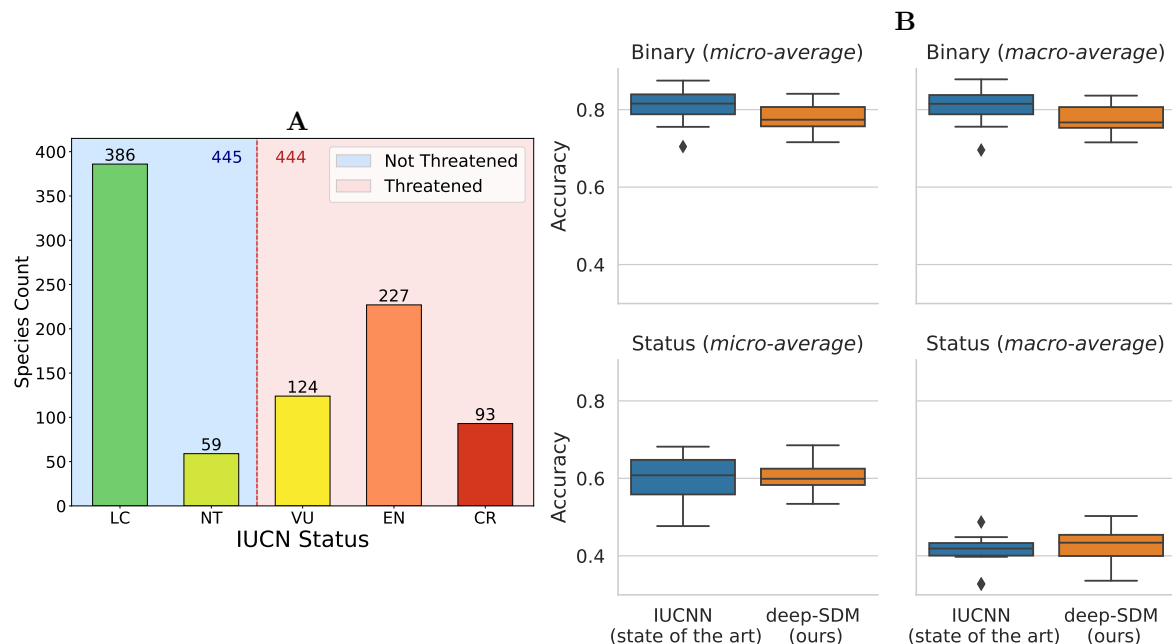 A
386
445
444
Not Threatened
Threatened
59
124
227
93
400
350
300
250
200
150
100
50
0
Species Count
LC
NT
VU
EN
CR
IUCN Status
B
Binary (micro-average)
Binary (macro-average)
0.8
0.6
0.4
Accuracy
Status (micro-average)
Status (macro-average)
0.8
0.6
0.4
Accuracy
IUCNN
(state of the art)
deep-SDM
(ours)
IUCNN
(state of the art)
deep-SDM
(ours)